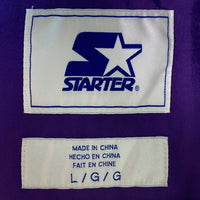 STARTER®
MADE IN CHINA
HECHO EN CHINA
FAIT EN CHINE
L/G/G